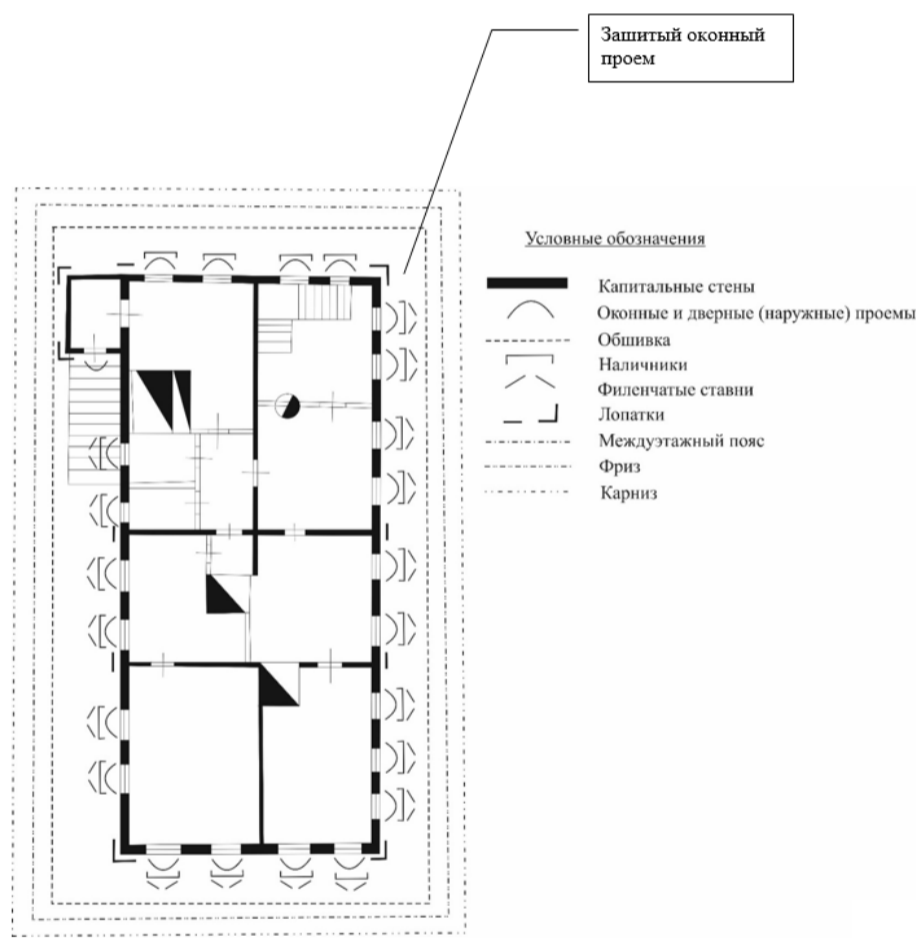 Зашитый оконный
проем
Условные обозначения
Капитальные стены
Оконные и дверные (наружные) проемы
Обшивка
Наличники
Филенчатые ставни
Лопатки
Междуэтажный пояс
Фриз
Карниз